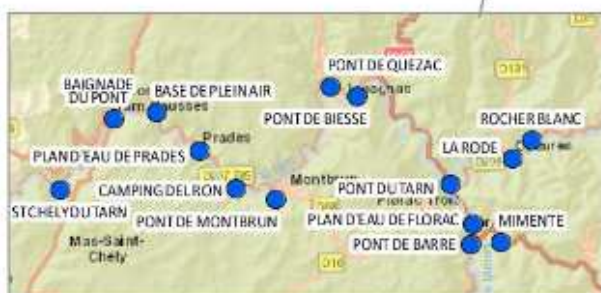 PONT DE QUEZAC
D131
BAIGNADE
DU PONT
BASE DE PLEIN AIR
PONT DE BIESSE
ROCHER BLANC
LA RODE
Prades
PLAN D'EAU DE PRADES
CAMPING DEL RON
Montbrun
PONT DU TARN
ST CHELY DU TARN
PONT DE MONTBRUN
PLAN D'EAU DE FLORAC
MIMENTE
Mas-Saint-
Chély
PONT DE BARRE
D16